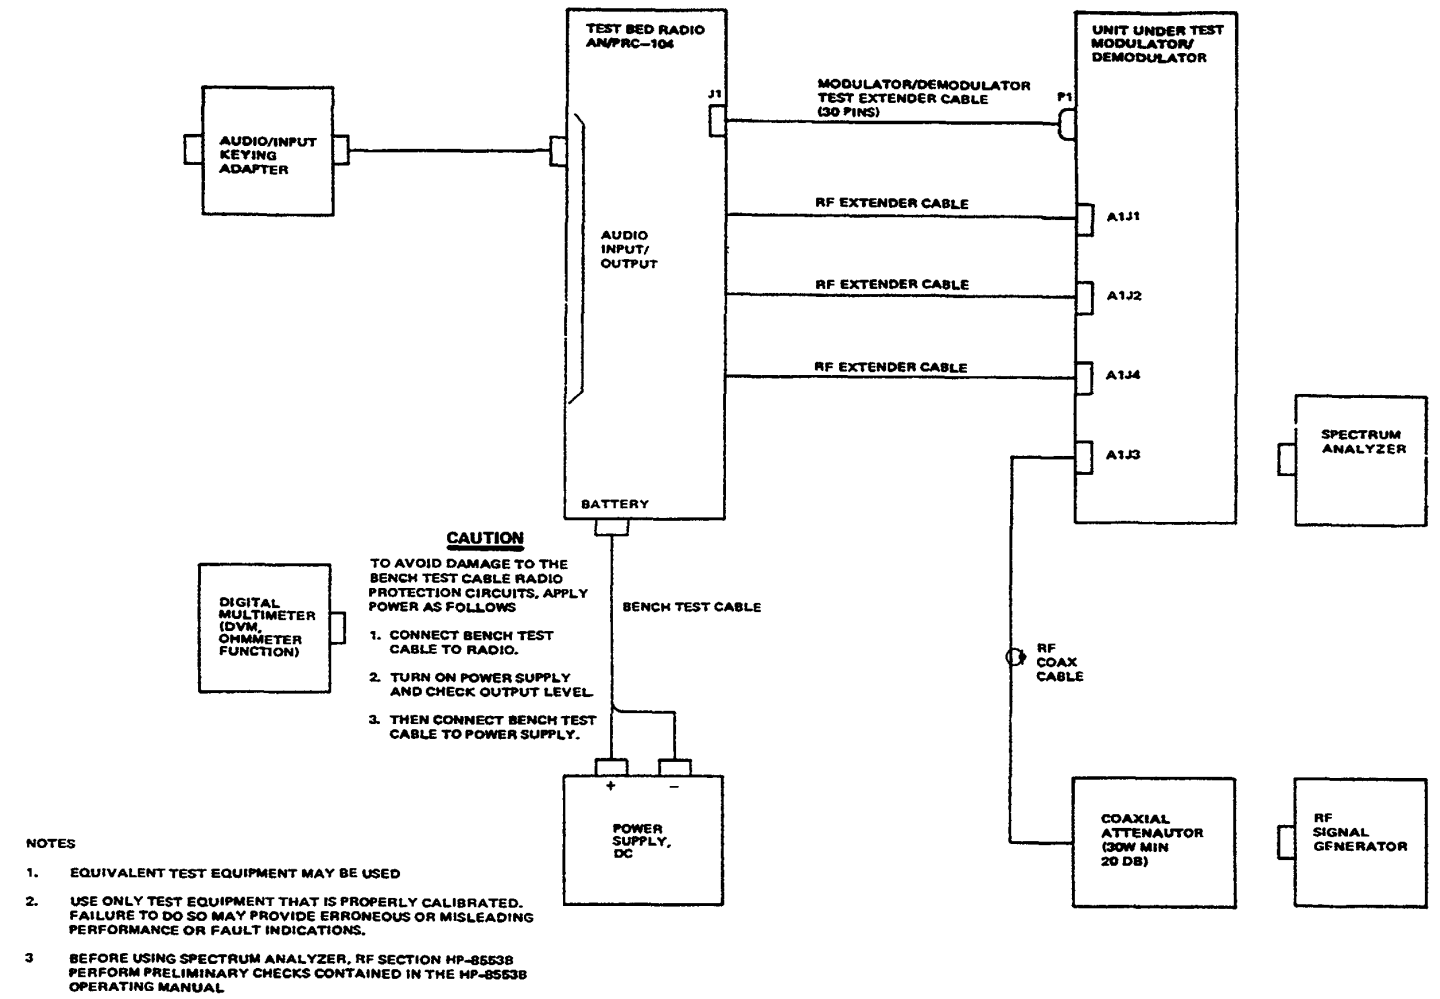 TEST BED RADIO
AN/PRC-104
UNIT UNDER TEST
MODULATOR/
DEMODULATOR
MODULATOR/DEMODULATOR
TEST EXTENDER CABLE
(30 PINS)
J1
P1
AUDIO/INPUT
KEYING
ADAPTER
RF EXTENDER CABLE
A1J1
AUDIO
INPUT/
OUTPUT
RF EXTENDER CABLE
A1J2
RF EXTENDER CABLE
A1J4
A1J3
SPECTRUM
ANALYZER
BATTERY
CAUTION
TO AVOID DAMAGE TO THE
BENCH TEST CABLE RADIO
PROTECTION CIRCUITS, APPLY
POWER AS FOLLOWS
1. CONNECT BENCH TEST
CABLE TO RADIO.
2. TURN ON POWER SUPPLY
AND CHECK OUTPUT LEVEL
3. THEN CONNECT BENCH TEST
CABLE TO POWER SUPPLY.
DIGITAL
MULTIMETER
(DVM,
OHMMETER
FUNCTION)
BENCH TEST CABLE
RF
COAX
CABLE
+ −
POWER
SUPPLY,
DC
COAXIAL
ATTENAUTOR
(30W MIN
20 DB)
RF
SIGNAL
GENERATOR
NOTES
1. EQUIVALENT TEST EQUIPMENT MAY BE USED
2. USE ONLY TEST EQUIPMENT THAT IS PROPERLY CALIBRATED.
FAILURE TO DO SO MAY PROVIDE ERRONEOUS OR MISLEADING
PERFORMANCE OR FAULT INDICATIONS.
3 BEFORE USING SPECTRUM ANALYZER, RF SECTION HP-8553B
PERFORM PRELIMINARY CHECKS CONTAINED IN THE HP-8553B
OPERATING MANUAL